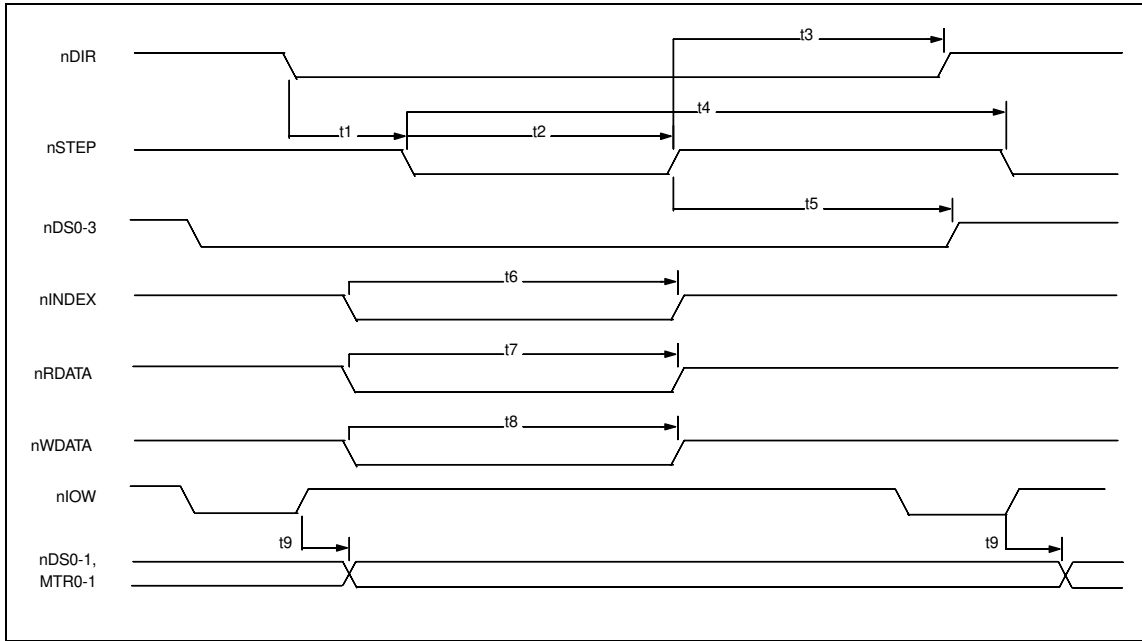 nDIR
t3
t4
t1
t2
nSTEP
t5
nDS0-3
t6
nINDEX
t7
nRDATA
t8
nWDATA
nIOW
t9
t9
nDS0-1,
MTR0-1